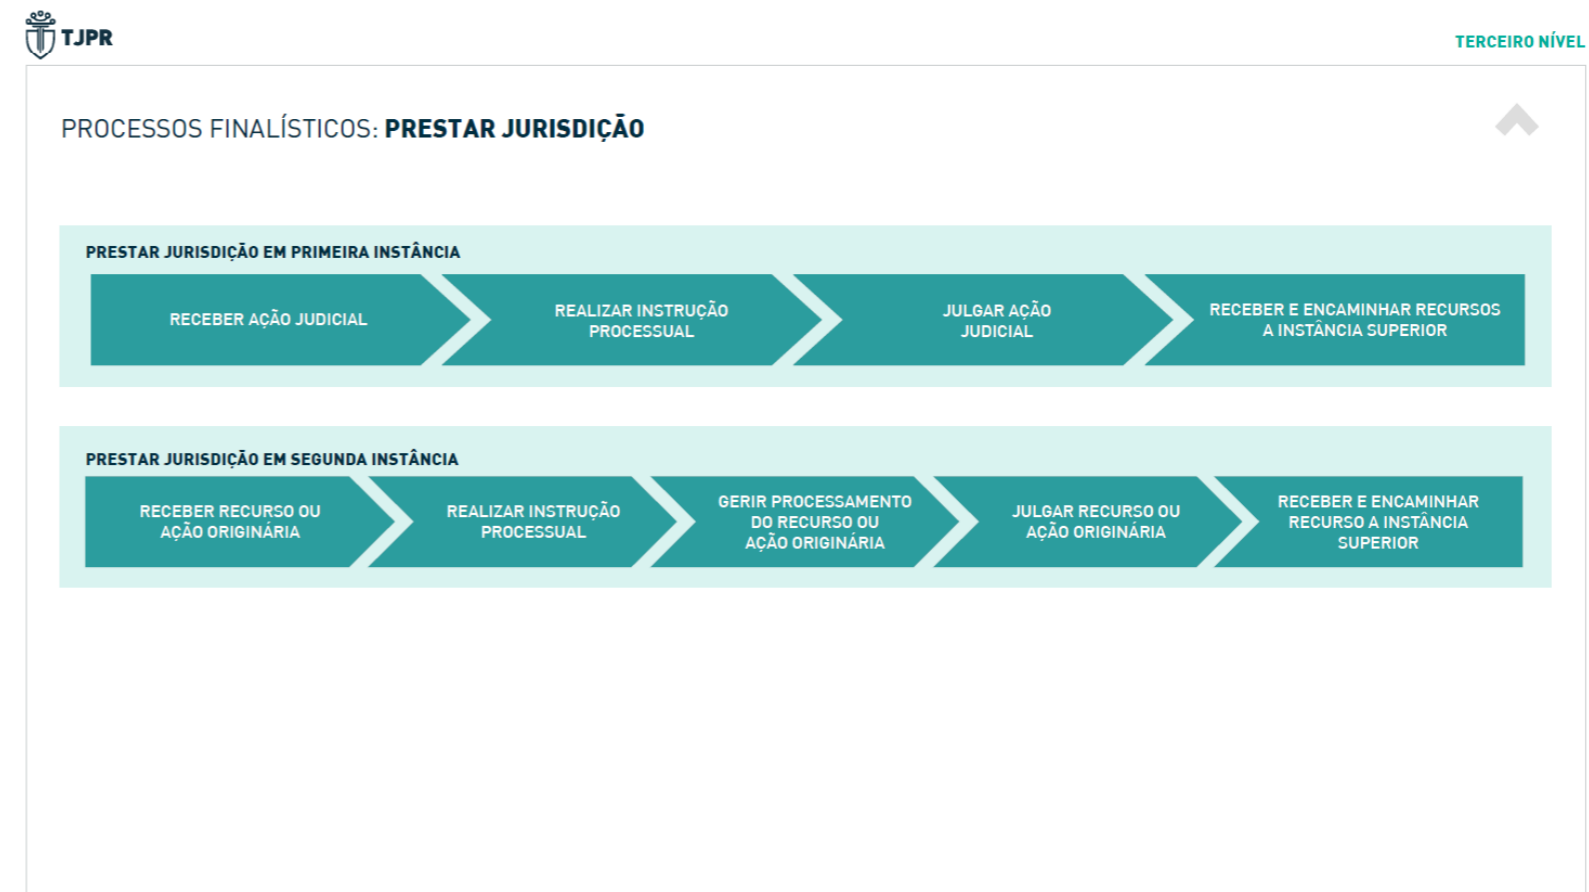 TJPR
TERCEIRO NÍVEL
PROCESSOS FINALÍSTICOS: PRESTAR JURISDIÇÃO
PRESTAR JURISDIÇÃO EM PRIMEIRA INSTÂNCIA
RECEBER AÇÃO JUDICIAL
REALIZAR INSTRUÇÃO
PROCESSUAL
JULGAR AÇÃO
JUDICIAL
RECEBER E ENCAMINHAR RECURSOS
A INSTÂNCIA SUPERIOR
PRESTAR JURISDIÇÃO EM SEGUNDA INSTÂNCIA
RECEBER RECURSO OU
AÇÃO ORIGINÁRIA
REALIZAR INSTRUÇÃO
PROCESSUAL
GERIR PROCESSAMENTO
DO RECURSO OU
AÇÃO ORIGINÁRIA
JULGAR RECURSO OU
AÇÃO ORIGINÁRIA
RECEBER E ENCAMINHAR
RECURSO A INSTÂNCIA
SUPERIOR